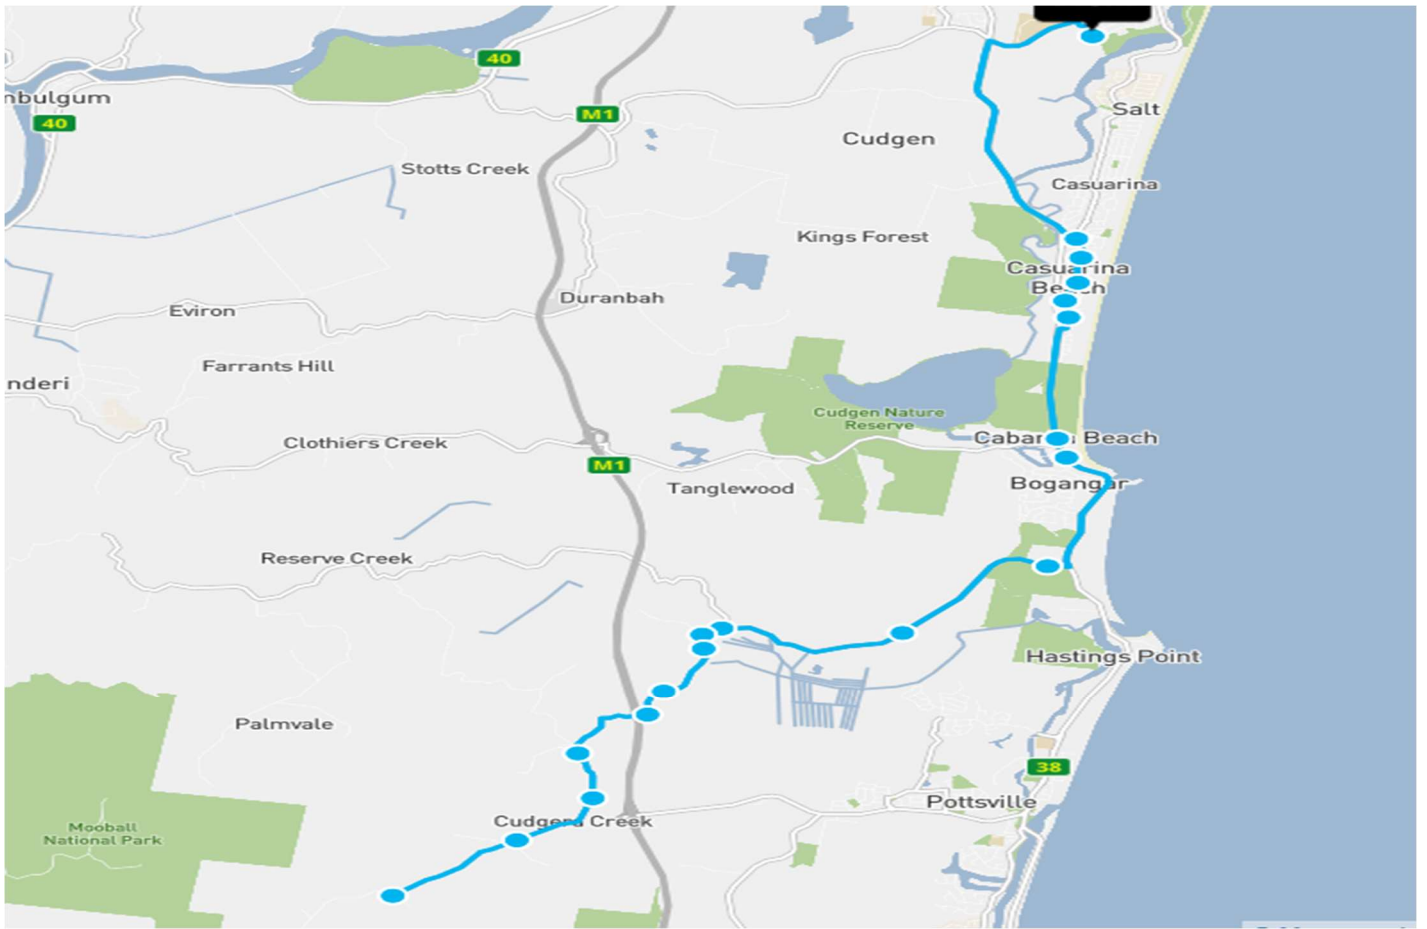 40
nbulgum
40
M1
Salt
Cudgen
Stotts Creek
Casuarina
Kings Forest
Casuarina
Beach
Duranbah
Eviron
Farrants Hill
nderi
Cudgen Nature
Reserve
Clothiers Creek
Cabar Beach
M1
Tanglewood
Bogangar
Reserve Creek
Hastings Point
Palmvale
38
Pottsville
Cudgera Creek
Mooball
National Park